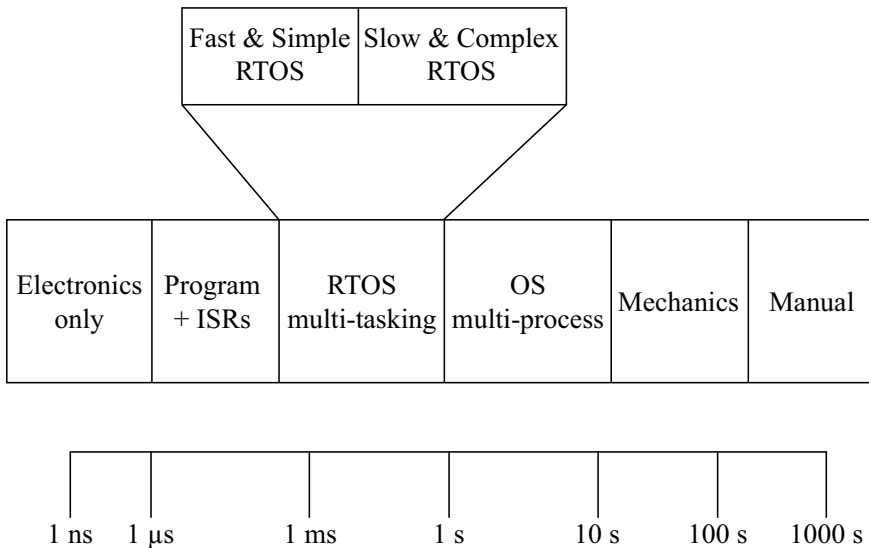 Fast & Simple
RTOS
Slow & Complex
RTOS
Electronics
only
Program
+ ISRs
RTOS
multi-tasking
OS
multi-process
Mechanics
Manual
1 ns
1 µs
1 ms
1 s
10 s
100 s
1000 s